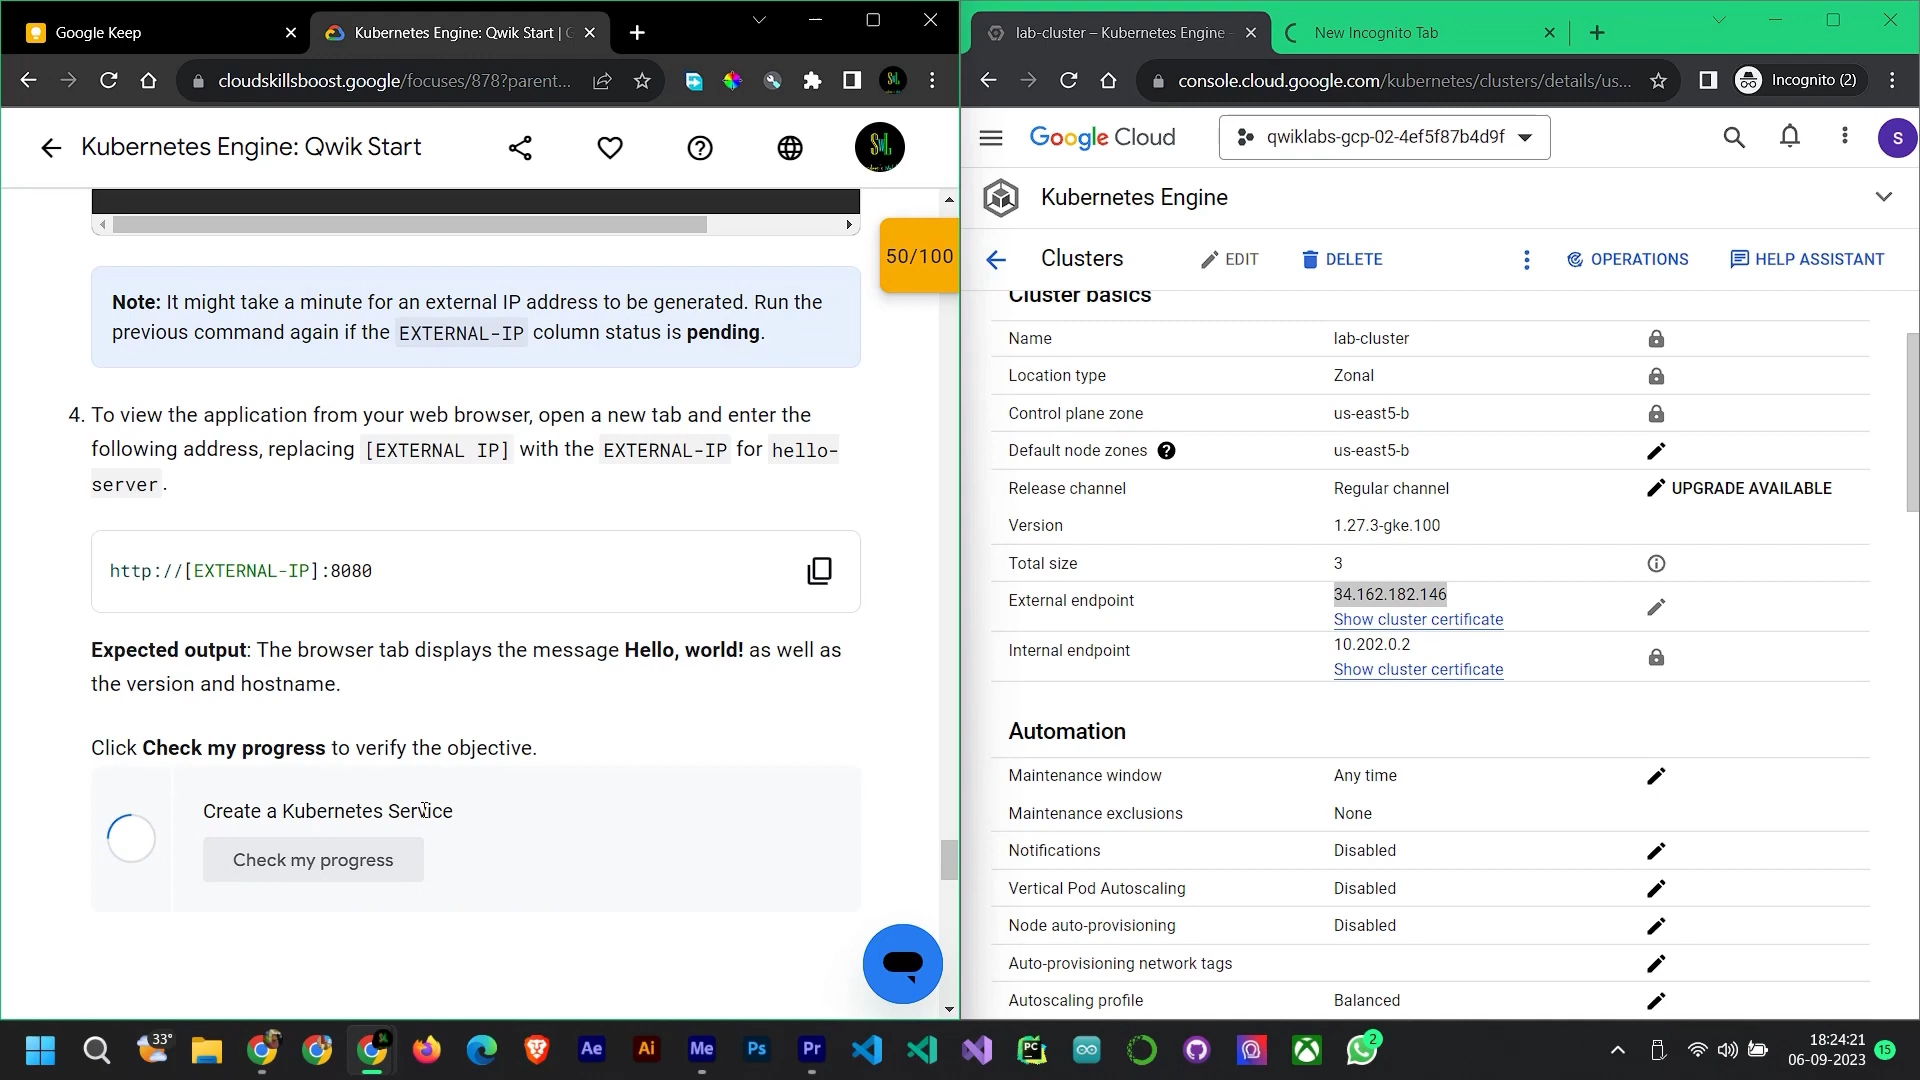 Google Keep
Kubernetes Engine: Qwik Start | G
cloudskillsboost.google/focuses/878?parent...
Kubernetes Engine: Qwik Start
50/100
Note: It might take a minute for an external IP address to be generated. Run the
previous command again if the EXTERNAL-IP column status is pending.
4. To view the application from your web browser, open a new tab and enter the
following address, replacing [EXTERNAL IP] with the EXTERNAL-IP for hello-
server.
http://[EXTERNAL-IP]:8080
Expected output: The browser tab displays the message Hello, world! as well as
the version and hostname.
Click Check my progress to verify the objective.
Create a Kubernetes Service
Check my progress
lab-cluster – Kubernetes Engine
New Incognito Tab
console.cloud.google.com/kubernetes/clusters/details/us...
Incognito (2)
Google Cloud
qwiklabs-gcp-02-4ef5f87b4d9f
S
Kubernetes Engine
Clusters
EDIT
DELETE
OPERATIONS
HELP ASSISTANT
Cluster basics
Name lab-cluster
Location type Zonal
Control plane zone us-east5-b
Default node zones us-east5-b
Release channel Regular channel UPGRADE AVAILABLE
Version 1.27.3-gke.100
Total size 3
External endpoint 34.162.182.146
Show cluster certificate
Internal endpoint 10.202.0.2
Show cluster certificate
Automation
Maintenance window Any time
Maintenance exclusions None
Notifications Disabled
Vertical Pod Autoscaling Disabled
Node auto-provisioning Disabled
Auto-provisioning network tags
Autoscaling profile Balanced
33°
Ae
Ai
Me
Ps
Pr
PC
2
18:24:21
06-09-2023
15